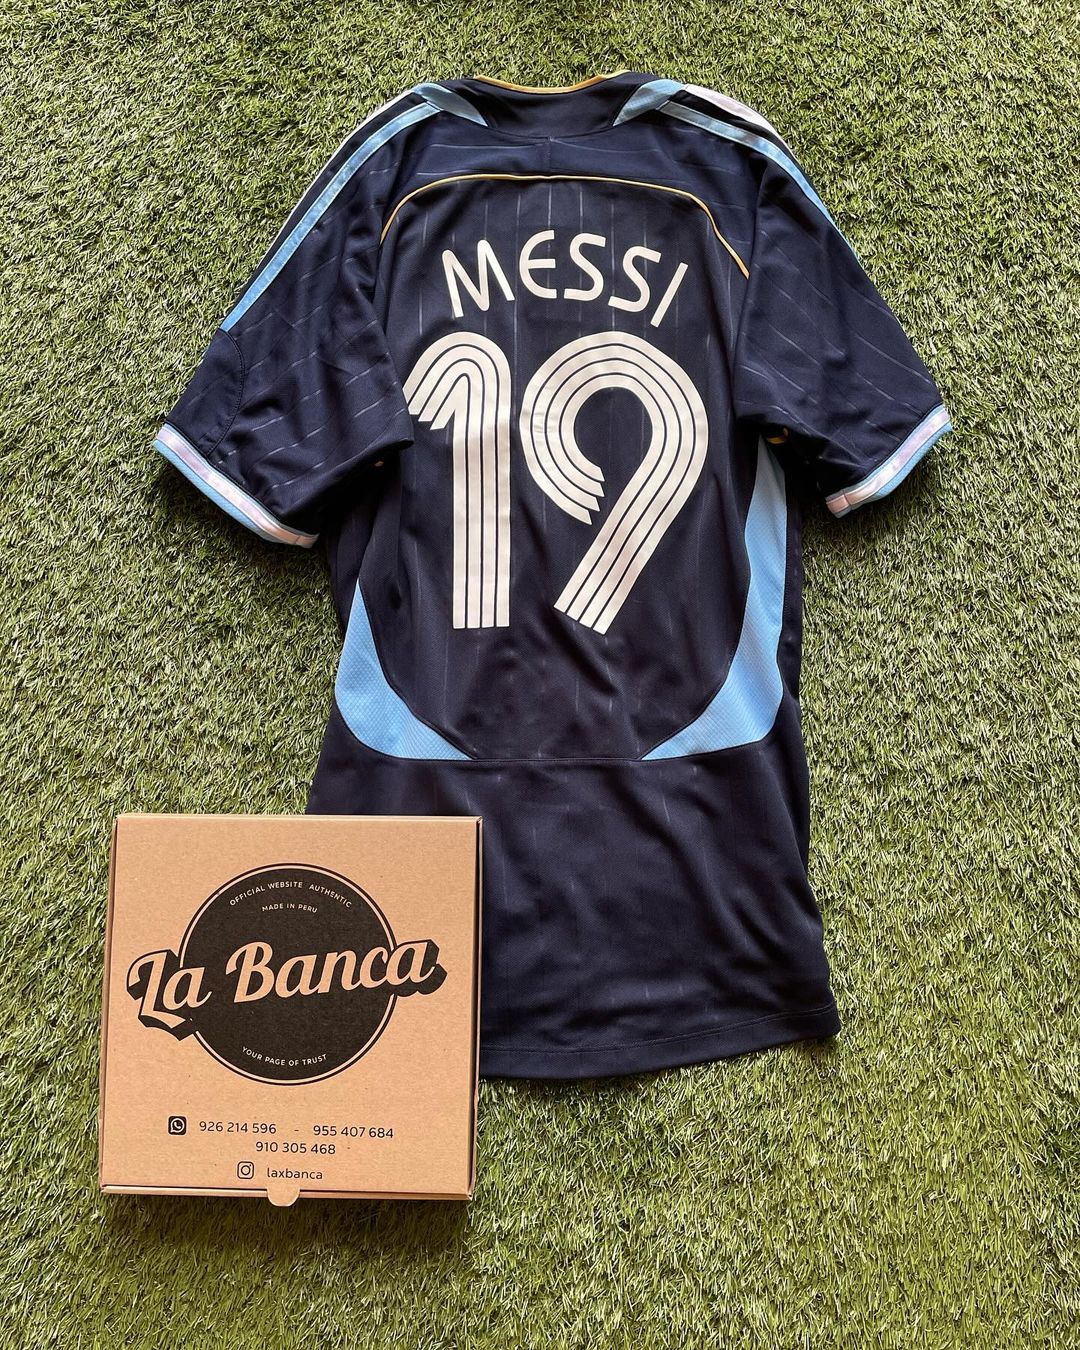 MESSI
19
OFFICIAL WEBSITE AUTHENTIC
MADE IN PERU
La Banca
YOUR PAGE OF TRUST
926 214 596 - 955 407 684
910 305 468
laxbanca